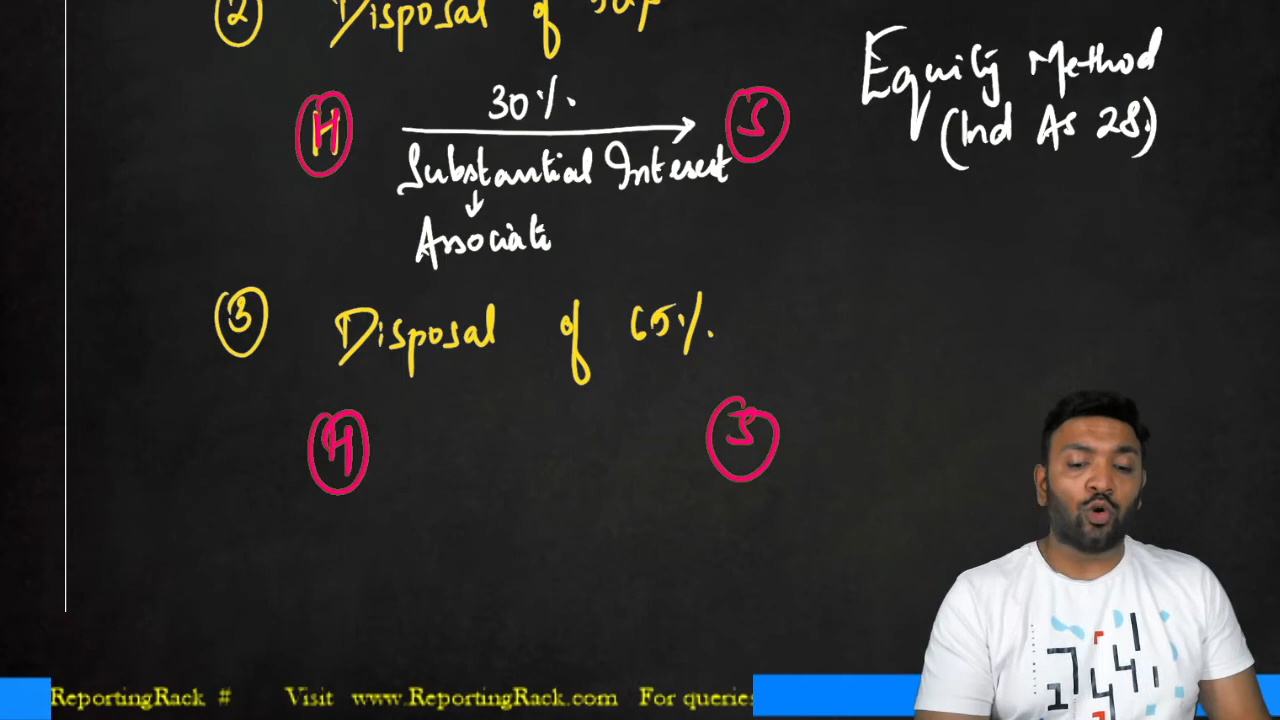 ② Disposal of
Equity Method
(Ind As 28)
H 30% S
Substantial Interest
↓
Associate
③ Disposal of 65%
H S
ReportingRack # Visit www.ReportingRack.com For queries